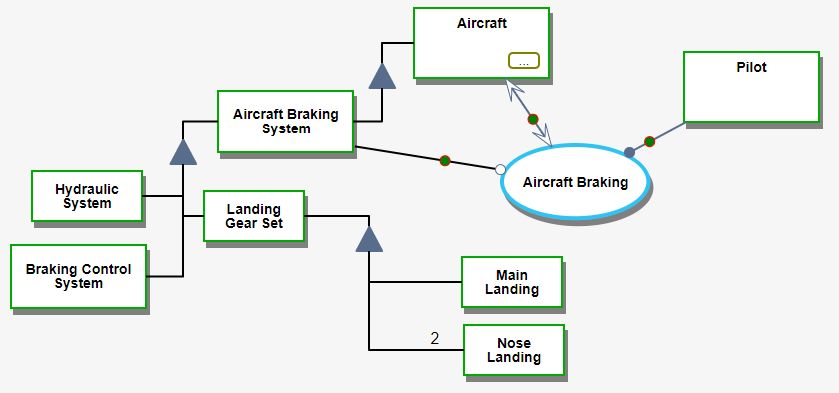 Aircraft
...
Pilot
Aircraft Braking
System
Aircraft Braking
Hydraulic
System
Landing
Gear Set
Braking Control
System
Main
Landing
2
Nose
Landing